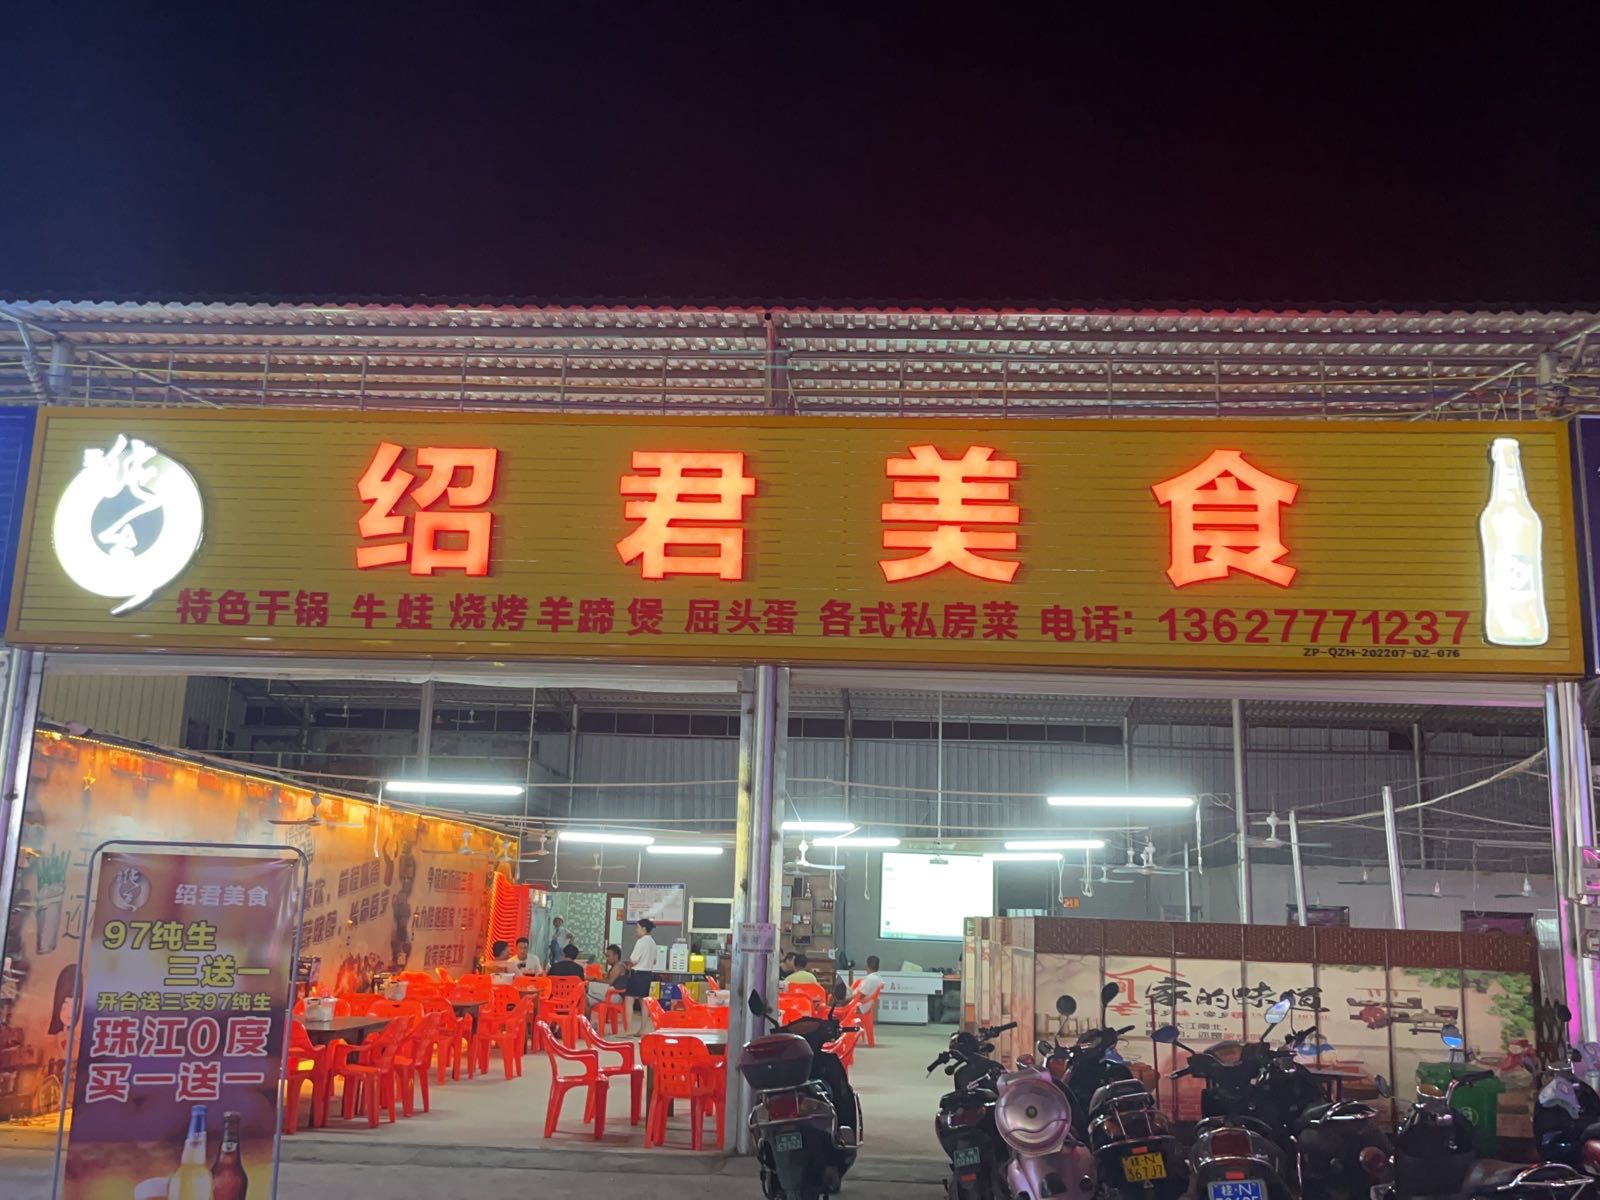 纯生
绍君美食
特色干锅 牛蛙 烧烤 羊蹄煲 屈头蛋 各式私房菜 电话：13627771237
ZP-QZH-202207-DZ-076
绍君美食
97纯生
三送一
开台送三支97纯生
珠江0度
买一送一
家的味道
桂·N